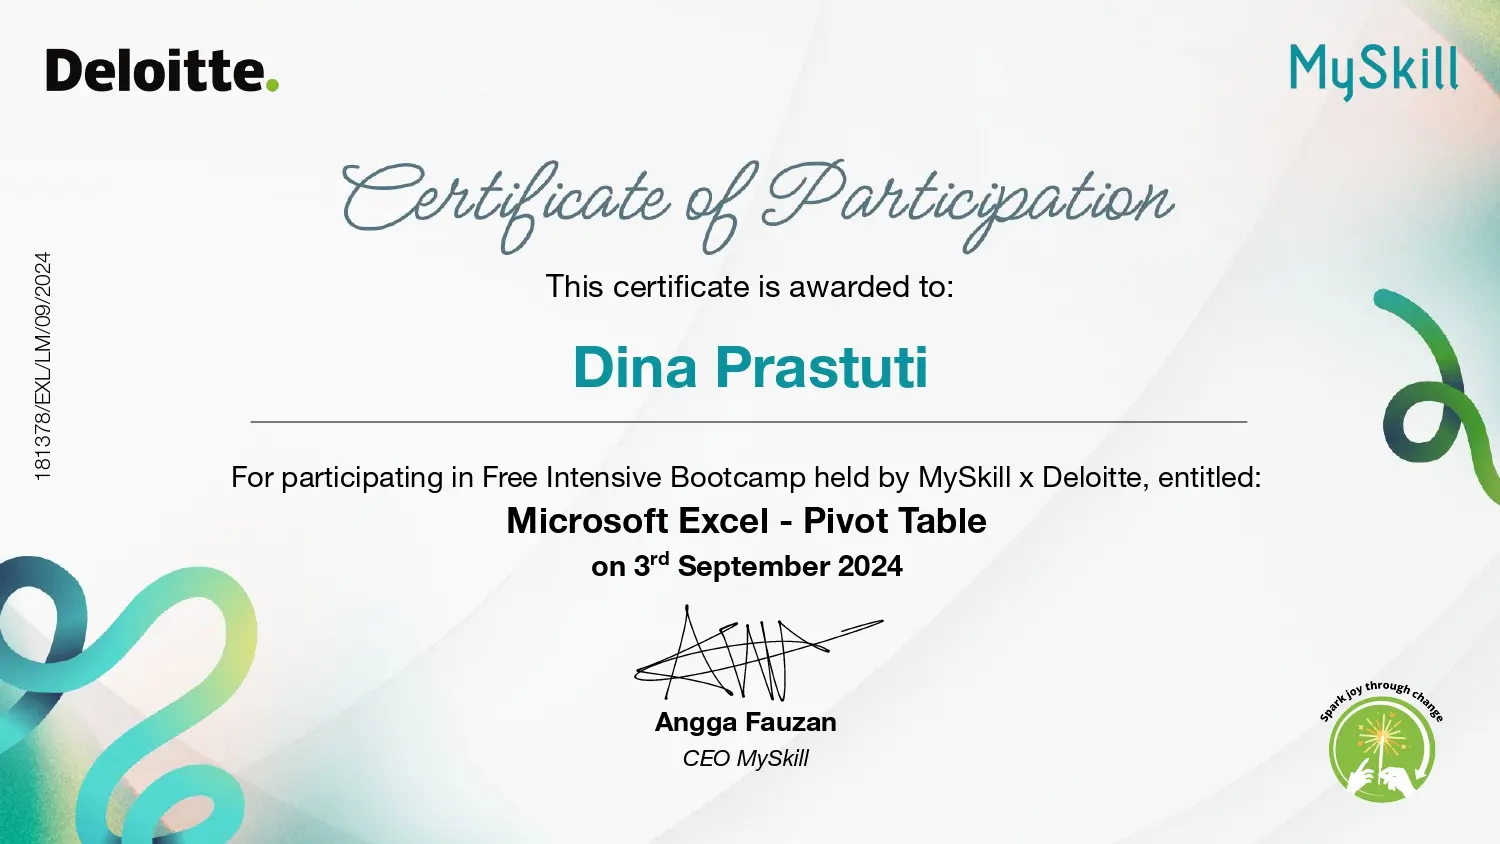 Deloitte.
MySkill
Certificate of Participation
This certificate is awarded to:
Dina Prastuti
181378/EXL/LM/09/2024
For participating in Free Intensive Bootcamp held by MySkill x Deloitte, entitled:
Microsoft Excel - Pivot Table
on 3rd September 2024
Angga Fauzan
CEO MySkill
Spark joy through change